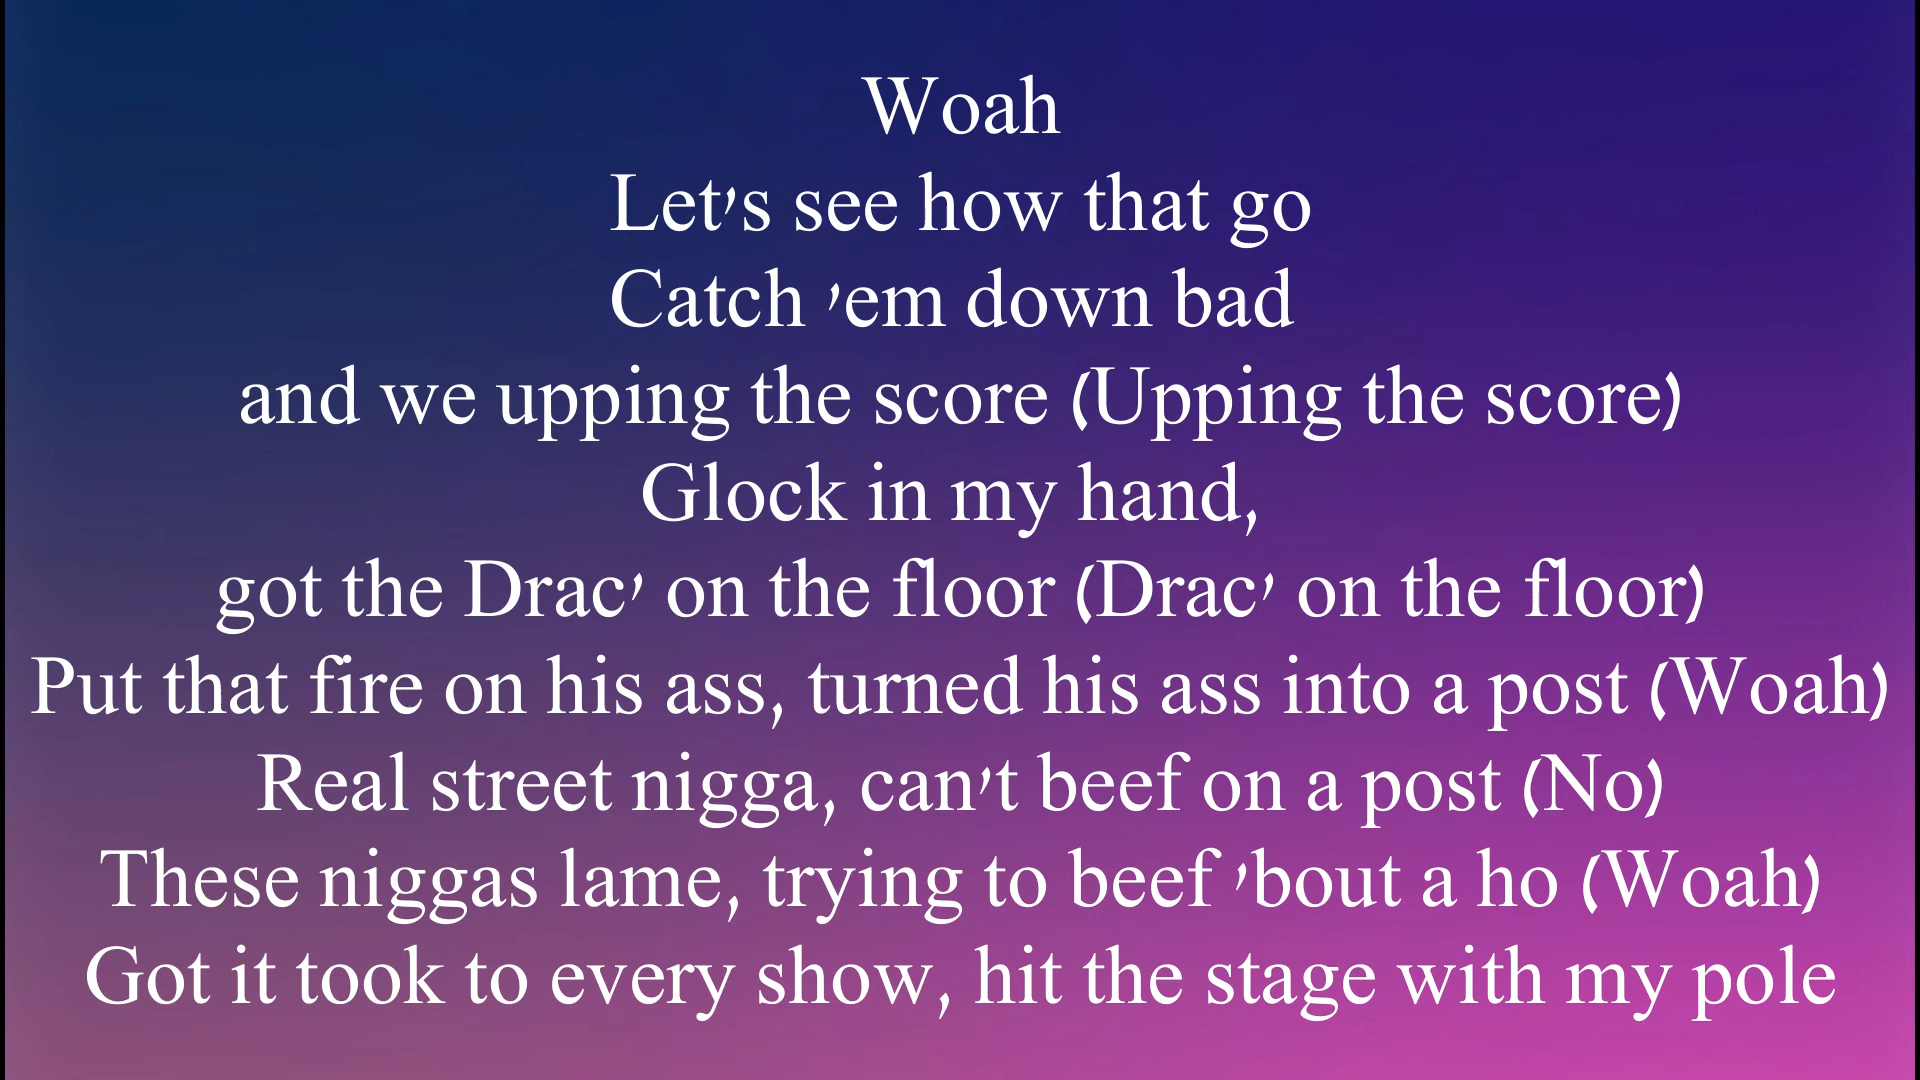 Woah
Let's see how that go
Catch 'em down bad
and we upping the score (Upping the score)
Glock in my hand,
got the Drac' on the floor (Drac' on the floor)
Put that fire on his ass, turned his ass into a post (Woah)
Real street nigga, can't beef on a post (No)
These niggas lame, trying to beef 'bout a ho (Woah)
Got it took to every show, hit the stage with my pole